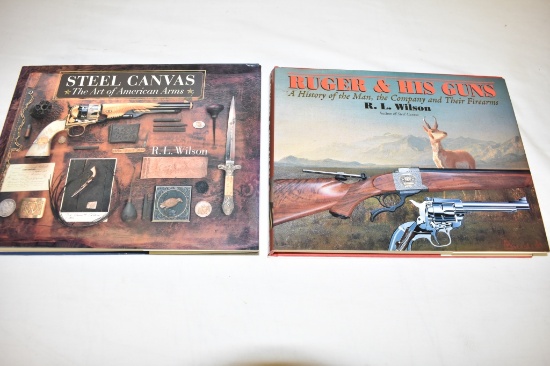 STEEL CANVAS
★ The Art of American Arms ★
R.L. Wilson
RUGER & HIS GUNS
A History of the Man, the Company and Their Firearms
R. L. Wilson